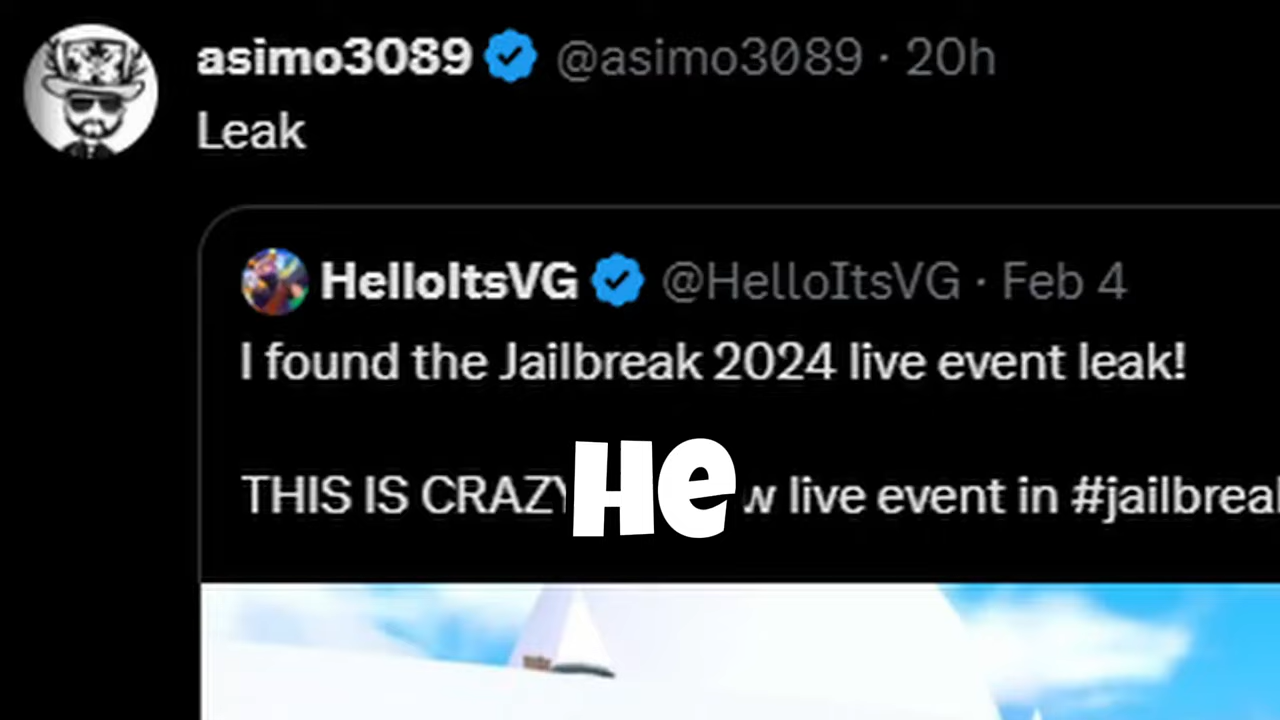 asimo3089 @asimo3089 · 20h
Leak
HelloItsVG @HelloItsVG · Feb 4
I found the Jailbreak 2024 live event leak!
THIS IS CRAZY live event in #jailbreak
He